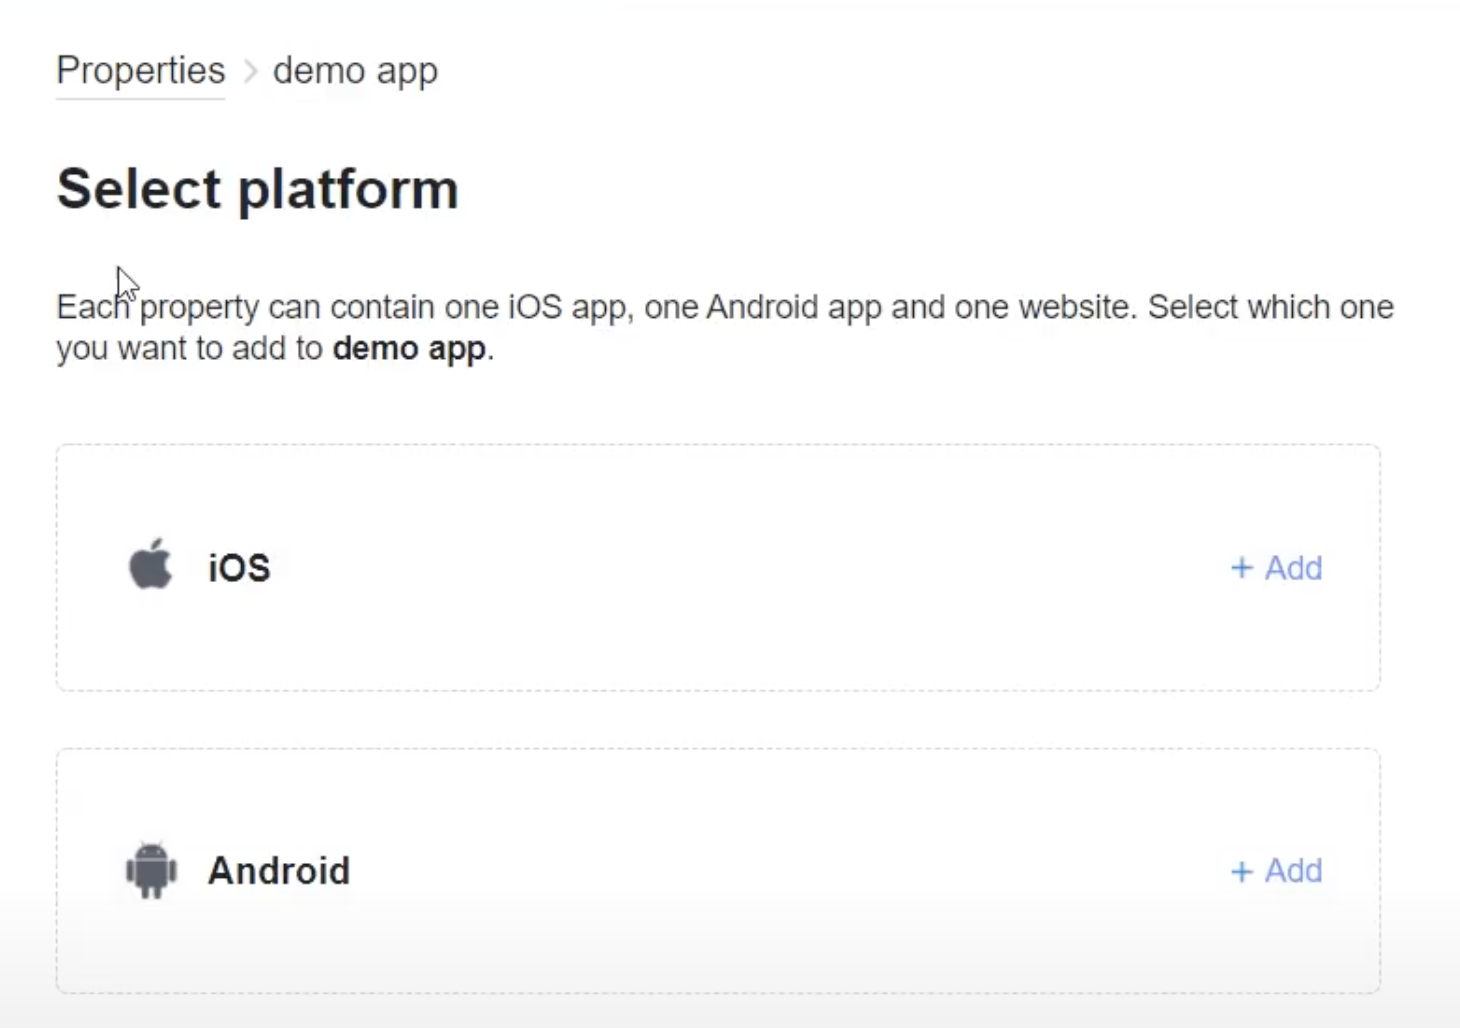 Properties > demo app
Select platform
Each property can contain one iOS app, one Android app and one website. Select which one
you want to add to demo app.
iOS + Add
Android + Add